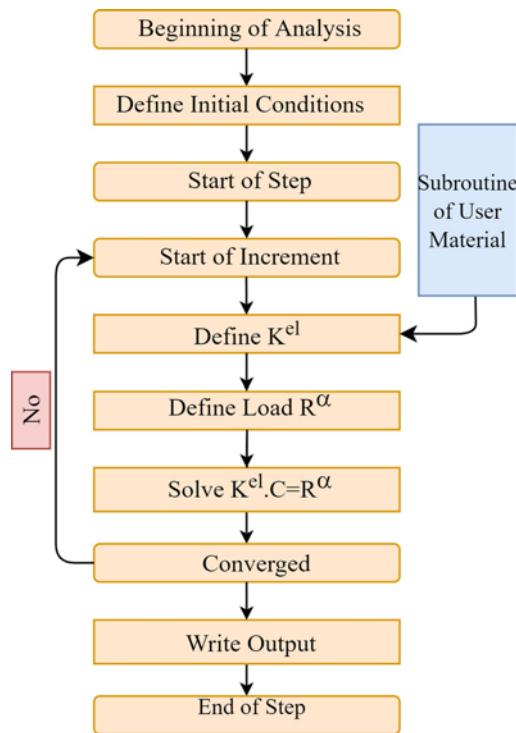 Beginning of Analysis
Define Initial Conditions
Start of Step
Subroutine
of User
Material
Start of Increment
Define K^el
Define Load R^α
No
Solve K^el.C=R^α
Converged
Write Output
End of Step